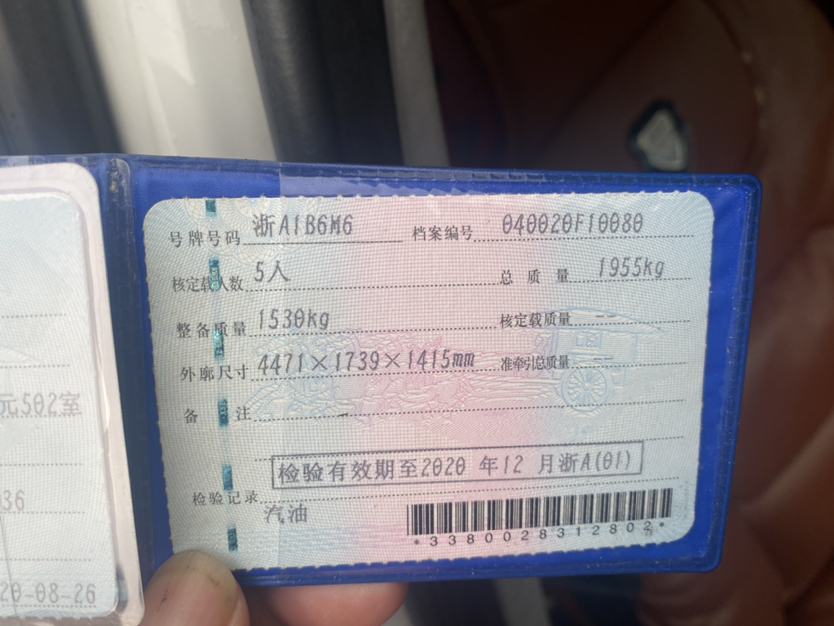 号牌号码 浙A1B6M6 档案编号 040020F10080
核定载人数 5人 总质量 1955kg
整备质量 1530kg 核定载质量 --
外廓尺寸 4471×1739×1415mm 准牵引总质量 --
备注
检验有效期至2020 年12 月浙A(01)
检验记录
汽油
*3380028312802*
元502室
036
20-08-26